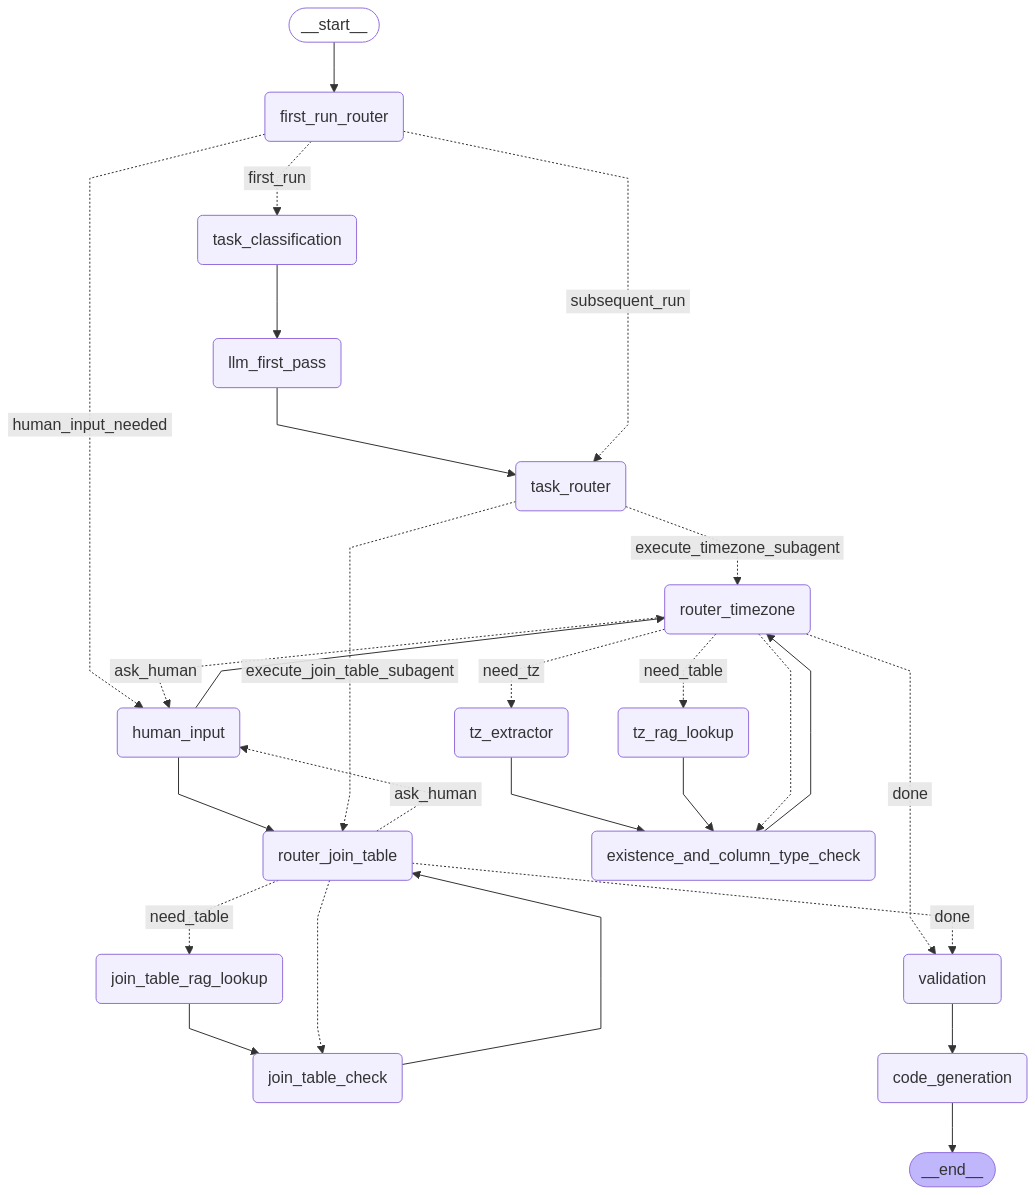 __start__
first_run_router
first_run
task_classification
subsequent_run
llm_first_pass
human_input_needed
task_router
execute_timezone_subagent
router_timezone
ask_human
execute_join_table_subagent
need_tz
need_table
human_input
tz_extractor
tz_rag_lookup
ask_human
done
router_join_table
existence_and_column_type_check
need_table
done
join_table_rag_lookup
validation
join_table_check
code_generation
__end__